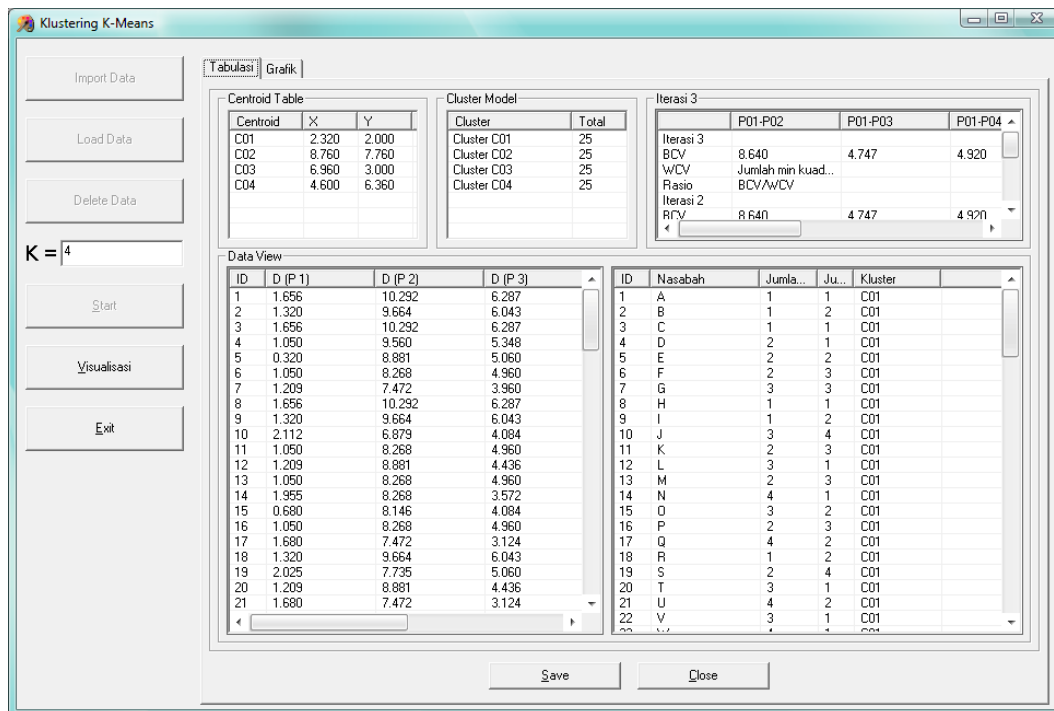 Klustering K-Means
Import Data
Load Data
Delete Data
K = 4
Start
Visualisasi
Exit
Tabulasi Grafik
Centroid Table
Centroid X Y
C01 2.320 2.000
C02 8.760 7.760
C03 6.960 3.000
C04 4.600 6.360
Cluster Model
Cluster Total
Cluster C01 25
Cluster C02 25
Cluster C03 25
Cluster C04 25
Iterasi 3
P01-P02 P01-P03 P01-P04
Iterasi 3
BCV 8.640 4.747 4.920
WCV Jumlah min kuad...
Rasio BCV/WCV
Iterasi 2
BCV 8.640 4.747 4.920
Data View
ID D (P 1) D (P 2) D (P 3)
1 1.656 10.292 6.287
2 1.320 9.664 6.043
3 1.656 10.292 6.287
4 1.050 9.560 5.348
5 0.320 8.881 5.060
6 1.050 8.268 4.960
7 1.209 7.472 3.960
8 1.656 10.292 6.287
9 1.320 9.664 6.043
10 2.112 6.879 4.084
11 1.050 8.268 4.960
12 1.209 8.881 4.436
13 1.050 8.268 4.960
14 1.955 8.268 3.572
15 0.680 8.146 4.084
16 1.050 8.268 4.960
17 1.680 7.472 3.124
18 1.320 9.664 6.043
19 2.025 7.735 5.060
20 1.209 8.881 4.436
21 1.680 7.472 3.124
ID Nasabah Jumla... Ju... Kluster
1 A 1 1 C01
2 B 1 2 C01
3 C 1 1 C01
4 D 2 1 C01
5 E 2 2 C01
6 F 2 3 C01
7 G 3 3 C01
8 H 1 1 C01
9 I 1 2 C01
10 J 3 4 C01
11 K 2 3 C01
12 L 3 1 C01
13 M 2 3 C01
14 N 4 1 C01
15 O 3 2 C01
16 P 2 3 C01
17 Q 4 2 C01
18 R 1 2 C01
19 S 2 4 C01
20 T 3 1 C01
21 U 4 2 C01
22 V 3 1 C01
Save
Close